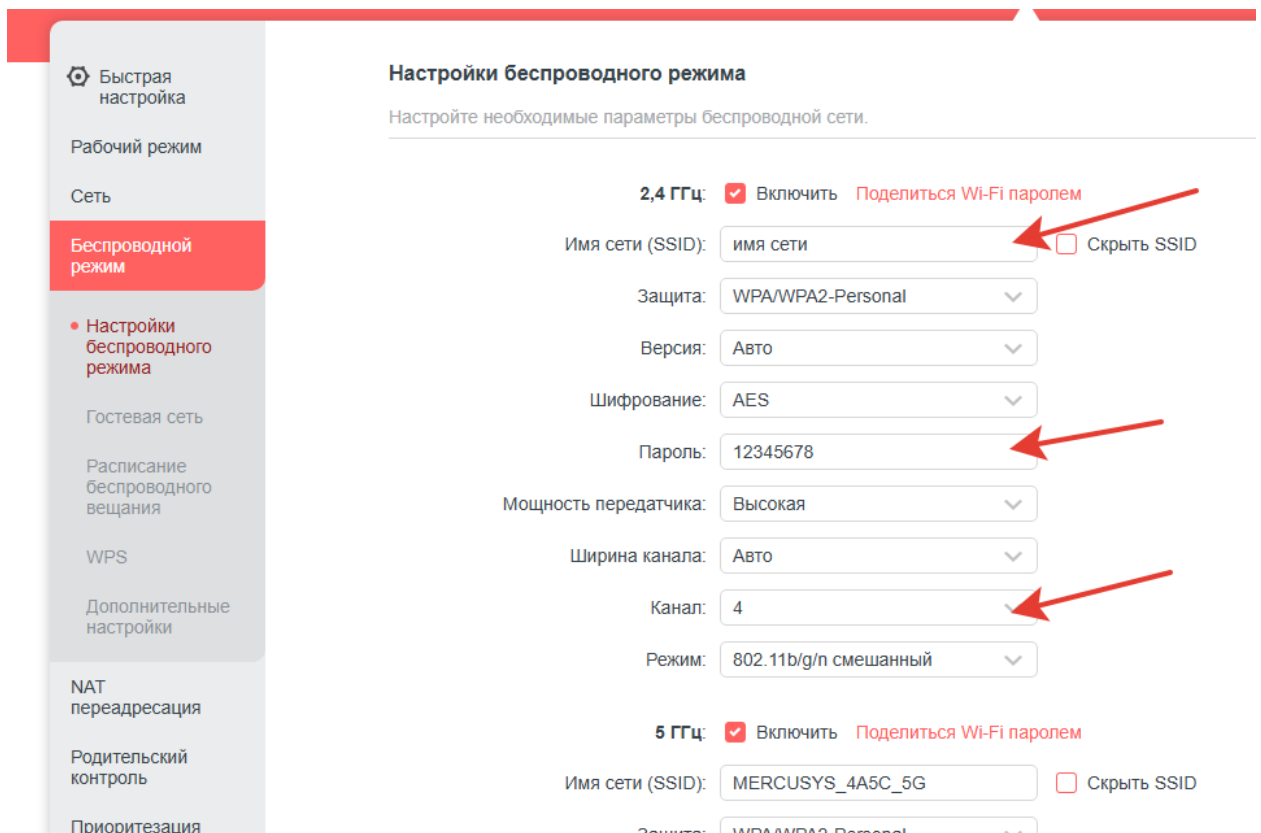 Быстрая
настройка
Рабочий режим
Сеть
Беспроводной
режим
Настройки
беспроводного
режима
Гостевая сеть
Расписание
беспроводного
вещания
WPS
Дополнительные
настройки
NAT
переадресация
Родительский
контроль
Приоритезация
Настройки беспроводного режима
Настройте необходимые параметры беспроводной сети.
2,4 ГГц: Включить Поделиться Wi-Fi паролем
Имя сети (SSID): имя сети Скрыть SSID
Защита: WPA/WPA2-Personal
Версия: Авто
Шифрование: AES
Пароль: 12345678
Мощность передатчика: Высокая
Ширина канала: Авто
Канал: 4
Режим: 802.11b/g/n смешанный
5 ГГц: Включить Поделиться Wi-Fi паролем
Имя сети (SSID): MERCUSYS_4A5C_5G Скрыть SSID
Защита: WPA/WPA2-Personal